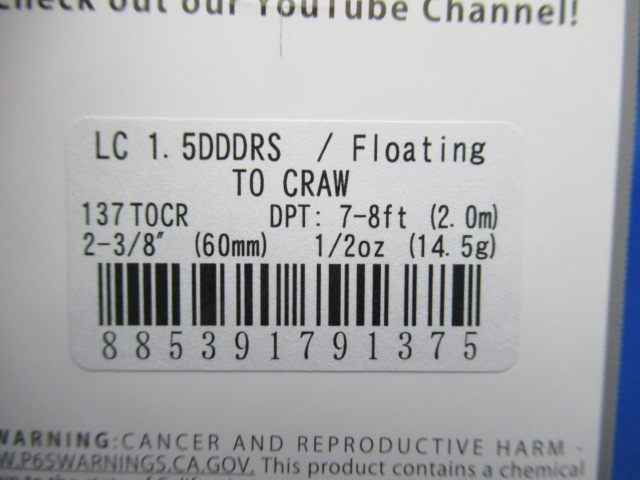 check out our YouTube Channel!
LC 1.5DDDRS / Floating
TO CRAW
137TOCR DPT: 7-8ft (2.0m)
2-3/8" (60mm) 1/2oz (14.5g)
885391791375
WARNING:CANCER AND REPRODUCTIVE HARM -
W.P65WARNINGS.CA.GOV. This product contains a chemical